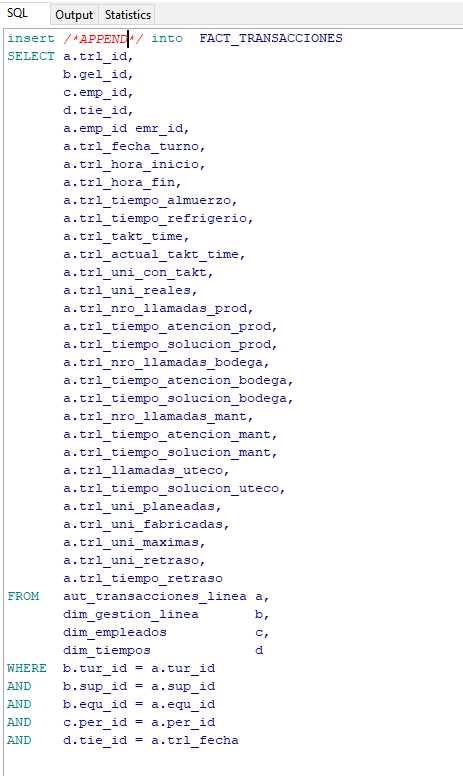 SQL Output Statistics
insert /*APPEND*/ into  FACT_TRANSACCIONES
SELECT a.trl_id,
       b.gel_id,
       c.emp_id,
       d.tie_id,
       a.emp_id emr_id,
       a.trl_fecha_turno,
       a.trl_hora_inicio,
       a.trl_hora_fin,
       a.trl_tiempo_almuerzo,
       a.trl_tiempo_refrigerio,
       a.trl_takt_time,
       a.trl_actual_takt_time,
       a.trl_uni_con_takt,
       a.trl_uni_reales,
       a.trl_nro_llamadas_prod,
       a.trl_tiempo_atencion_prod,
       a.trl_tiempo_solucion_prod,
       a.trl_nro_llamadas_bodega,
       a.trl_tiempo_atencion_bodega,
       a.trl_tiempo_solucion_bodega,
       a.trl_nro_llamadas_mant,
       a.trl_tiempo_atencion_mant,
       a.trl_tiempo_solucion_mant,
       a.trl_llamadas_uteco,
       a.trl_tiempo_solucion_uteco,
       a.trl_uni_planeadas,
       a.trl_uni_fabricadas,
       a.trl_uni_maximas,
       a.trl_uni_retraso,
       a.trl_tiempo_retraso
FROM   aut_transacciones_linea a,
       dim_gestion_linea       b,
       dim_empleados           c,
       dim_tiempos             d
WHERE  b.tur_id = a.tur_id
AND    b.sup_id = a.sup_id
AND    b.equ_id = a.equ_id
AND    c.per_id = a.per_id
AND    d.tie_id = a.trl_fecha